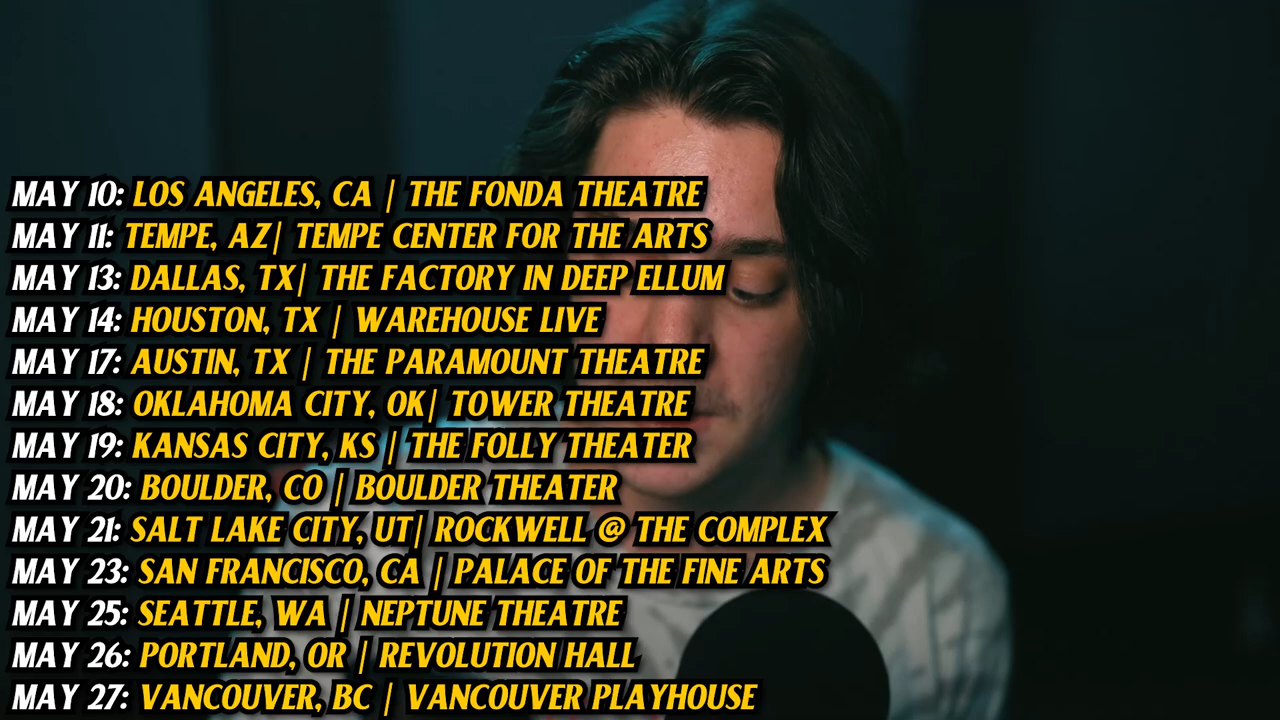 MAY 10: LOS ANGELES, CA | THE FONDA THEATRE
MAY 11: TEMPE, AZ| TEMPE CENTER FOR THE ARTS
MAY 13: DALLAS, TX| THE FACTORY IN DEEP ELLUM
MAY 14: HOUSTON, TX | WAREHOUSE LIVE
MAY 17: AUSTIN, TX | THE PARAMOUNT THEATRE
MAY 18: OKLAHOMA CITY, OK| TOWER THEATRE
MAY 19: KANSAS CITY, KS | THE FOLLY THEATER
MAY 20: BOULDER, CO | BOULDER THEATER
MAY 21: SALT LAKE CITY, UT| ROCKWELL @ THE COMPLEX
MAY 23: SAN FRANCISCO, CA | PALACE OF THE FINE ARTS
MAY 25: SEATTLE, WA | NEPTUNE THEATRE
MAY 26: PORTLAND, OR | REVOLUTION HALL
MAY 27: VANCOUVER, BC | VANCOUVER PLAYHOUSE